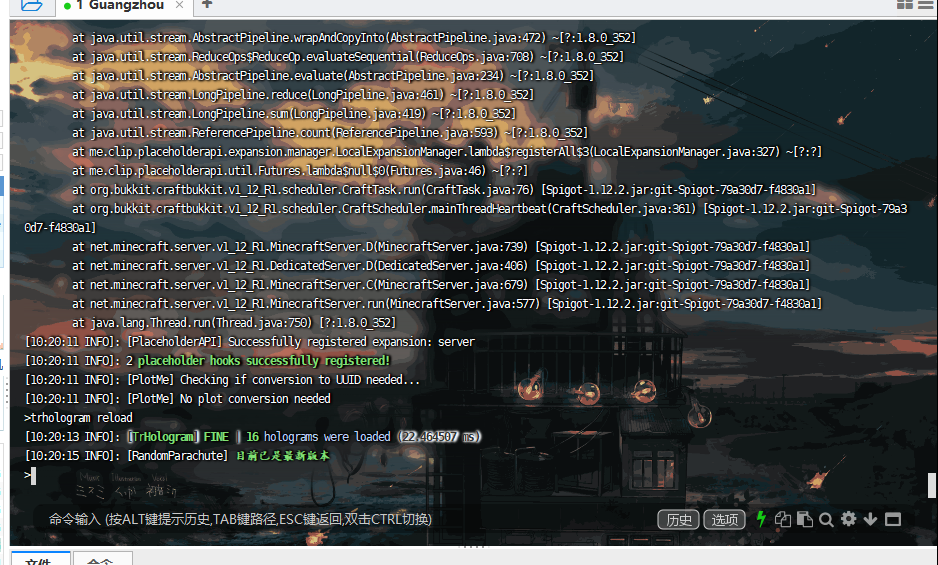 1 Guangzhou
at java.util.stream.AbstractPipeline.wrapAndCopyInto(AbstractPipeline.java:472) ~[?:1.8.0_352]
at java.util.stream.ReduceOps$ReduceOp.evaluateSequential(ReduceOps.java:708) ~[?:1.8.0_352]
at java.util.stream.AbstractPipeline.evaluate(AbstractPipeline.java:234) ~[?:1.8.0_352]
at java.util.stream.LongPipeline.reduce(LongPipeline.java:461) ~[?:1.8.0_352]
at java.util.stream.LongPipeline.sum(LongPipeline.java:419) ~[?:1.8.0_352]
at java.util.stream.ReferencePipeline.count(ReferencePipeline.java:593) ~[?:1.8.0_352]
at me.clip.placeholderapi.expansion.manager.LocalExpansionManager.lambda$registerAll$3(LocalExpansionManager.java:327) ~[?:?]
at me.clip.placeholderapi.util.Futures.lambda$null$0(Futures.java:46) ~[?:?]
at org.bukkit.craftbukkit.v1_12_R1.scheduler.CraftTask.run(CraftTask.java:76) [Spigot-1.12.2.jar:git-Spigot-79a30d7-f4830a1]
at org.bukkit.craftbukkit.v1_12_R1.scheduler.CraftScheduler.mainThreadHeartbeat(CraftScheduler.java:361) [Spigot-1.12.2.jar:git-Spigot-79a3
0d7-f4830a1]
at net.minecraft.server.v1_12_R1.MinecraftServer.D(MinecraftServer.java:739) [Spigot-1.12.2.jar:git-Spigot-79a30d7-f4830a1]
at net.minecraft.server.v1_12_R1.DedicatedServer.D(DedicatedServer.java:406) [Spigot-1.12.2.jar:git-Spigot-79a30d7-f4830a1]
at net.minecraft.server.v1_12_R1.MinecraftServer.C(MinecraftServer.java:679) [Spigot-1.12.2.jar:git-Spigot-79a30d7-f4830a1]
at net.minecraft.server.v1_12_R1.MinecraftServer.run(MinecraftServer.java:577) [Spigot-1.12.2.jar:git-Spigot-79a30d7-f4830a1]
at java.lang.Thread.run(Thread.java:750) [?:1.8.0_352]
[10:20:11 INFO]: [PlaceholderAPI] Successfully registered expansion: server
[10:20:11 INFO]: 2 placeholder hooks successfully registered!
[10:20:11 INFO]: [PlotMe] Checking if conversion to UUID needed...
[10:20:11 INFO]: [PlotMe] No plot conversion needed
>trhologram reload
[10:20:13 INFO]: [TrHologram] FINE | 16 holograms were loaded (22.464507 ms)
[10:20:15 INFO]: [RandomParachute] 目前已是最新版本
>
命令输入 (按ALT键提示历史,TAB键路径,ESC键返回,双击CTRL切换)
历史 选项
文件 命令